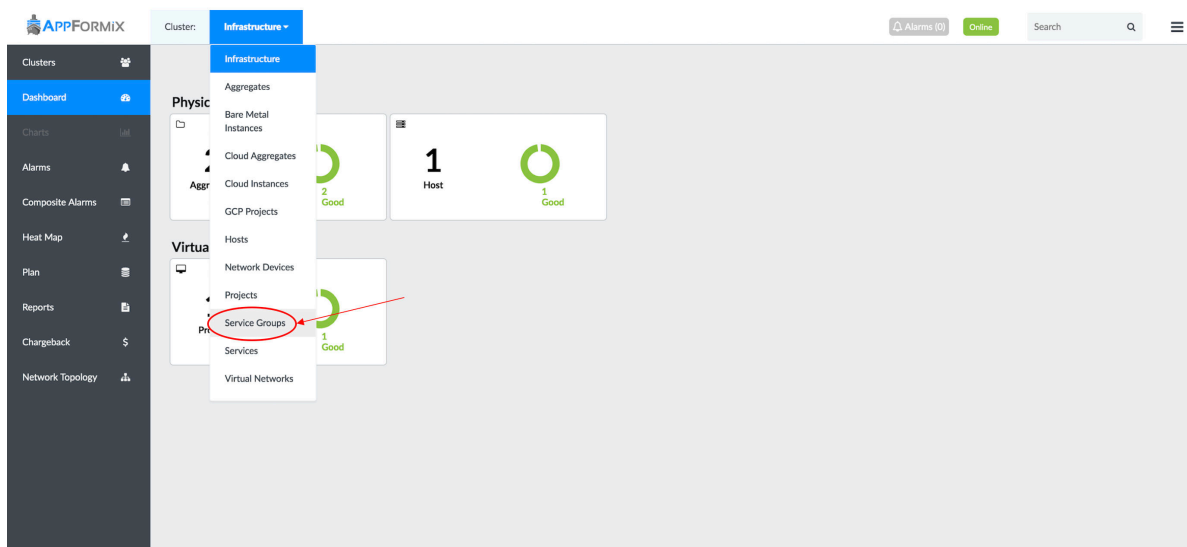 APPFORMIX
Cluster:
Infrastructure
Alarms (0)
Online
Search
Clusters
Dashboard
Charts
Alarms
Composite Alarms
Heat Map
Plan
Reports
Chargeback
Network Topology
Infrastructure
Aggregates
Bare Metal
Instances
Cloud Aggregates
Cloud Instances
GCP Projects
Hosts
Network Devices
Projects
Service Groups
Services
Virtual Networks
Physic
Aggr
2
Good
1
Host
1
Good
Virtua
1
Good